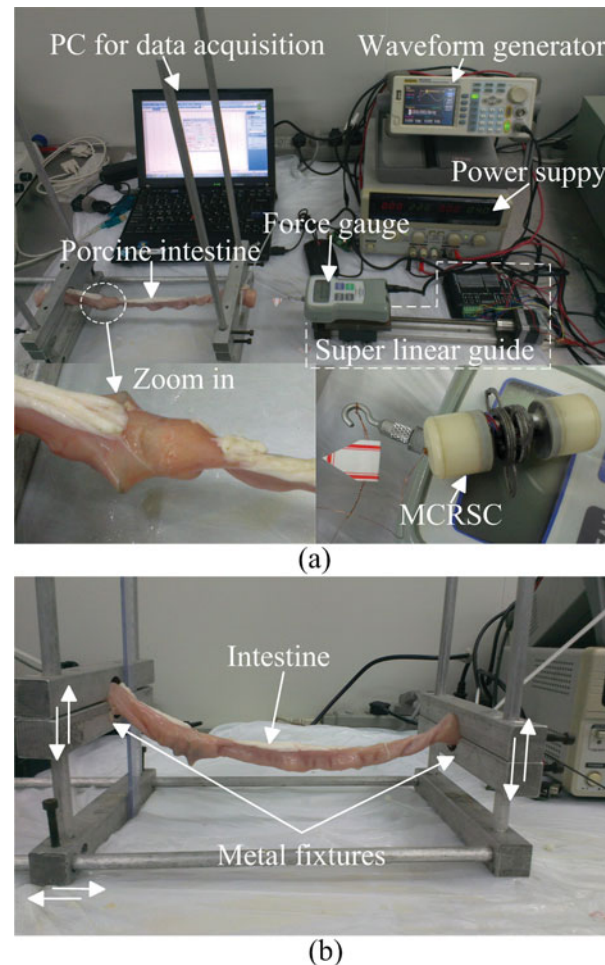 PC for data acquisition
Waveform generator
Power suppy
Force gauge
Porcine intestine
Super linear guide
Zoom in
MCRSC
(a)
Intestine
Metal fixtures
(b)